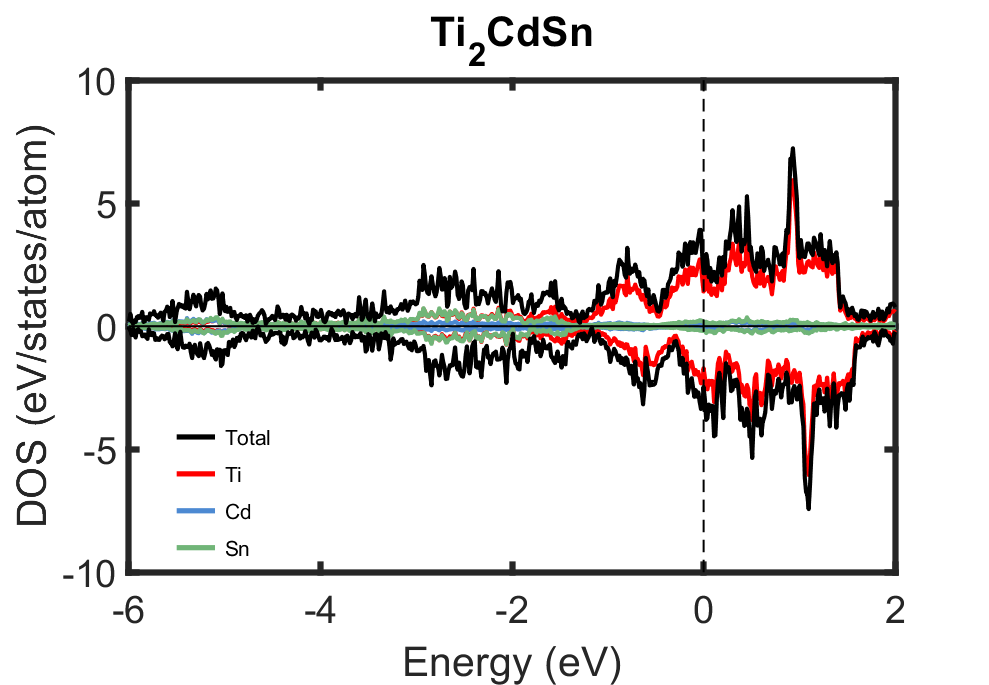 Ti2CdSn
10
5
0
-5
-10
DOS (eV/states/atom)
Total
Ti
Cd
Sn
-6 -4 -2 0 2
Energy (eV)